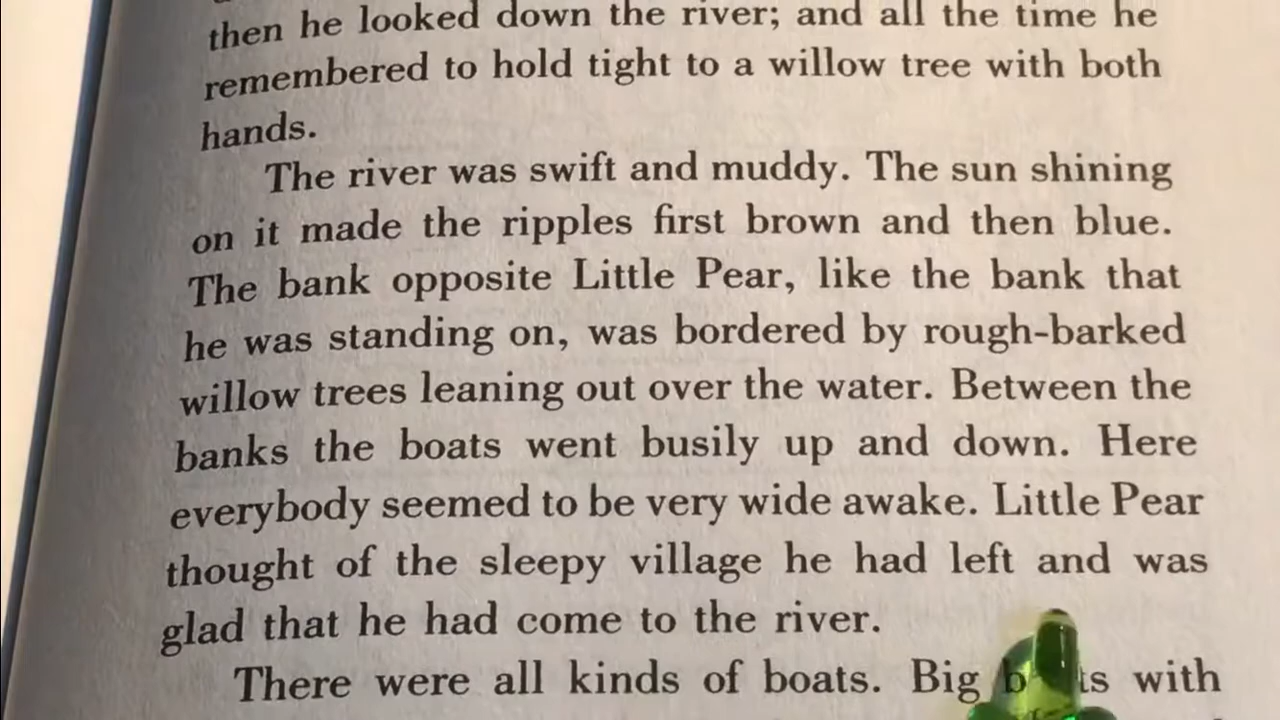 then he looked down the river; and all the time he
remembered to hold tight to a willow tree with both
hands.
The river was swift and muddy. The sun shining
on it made the ripples first brown and then blue.
The bank opposite Little Pear, like the bank that
he was standing on, was bordered by rough-barked
willow trees leaning out over the water. Between the
banks the boats went busily up and down. Here
everybody seemed to be very wide awake. Little Pear
thought of the sleepy village he had left and was
glad that he had come to the river.
There were all kinds of boats. Big with